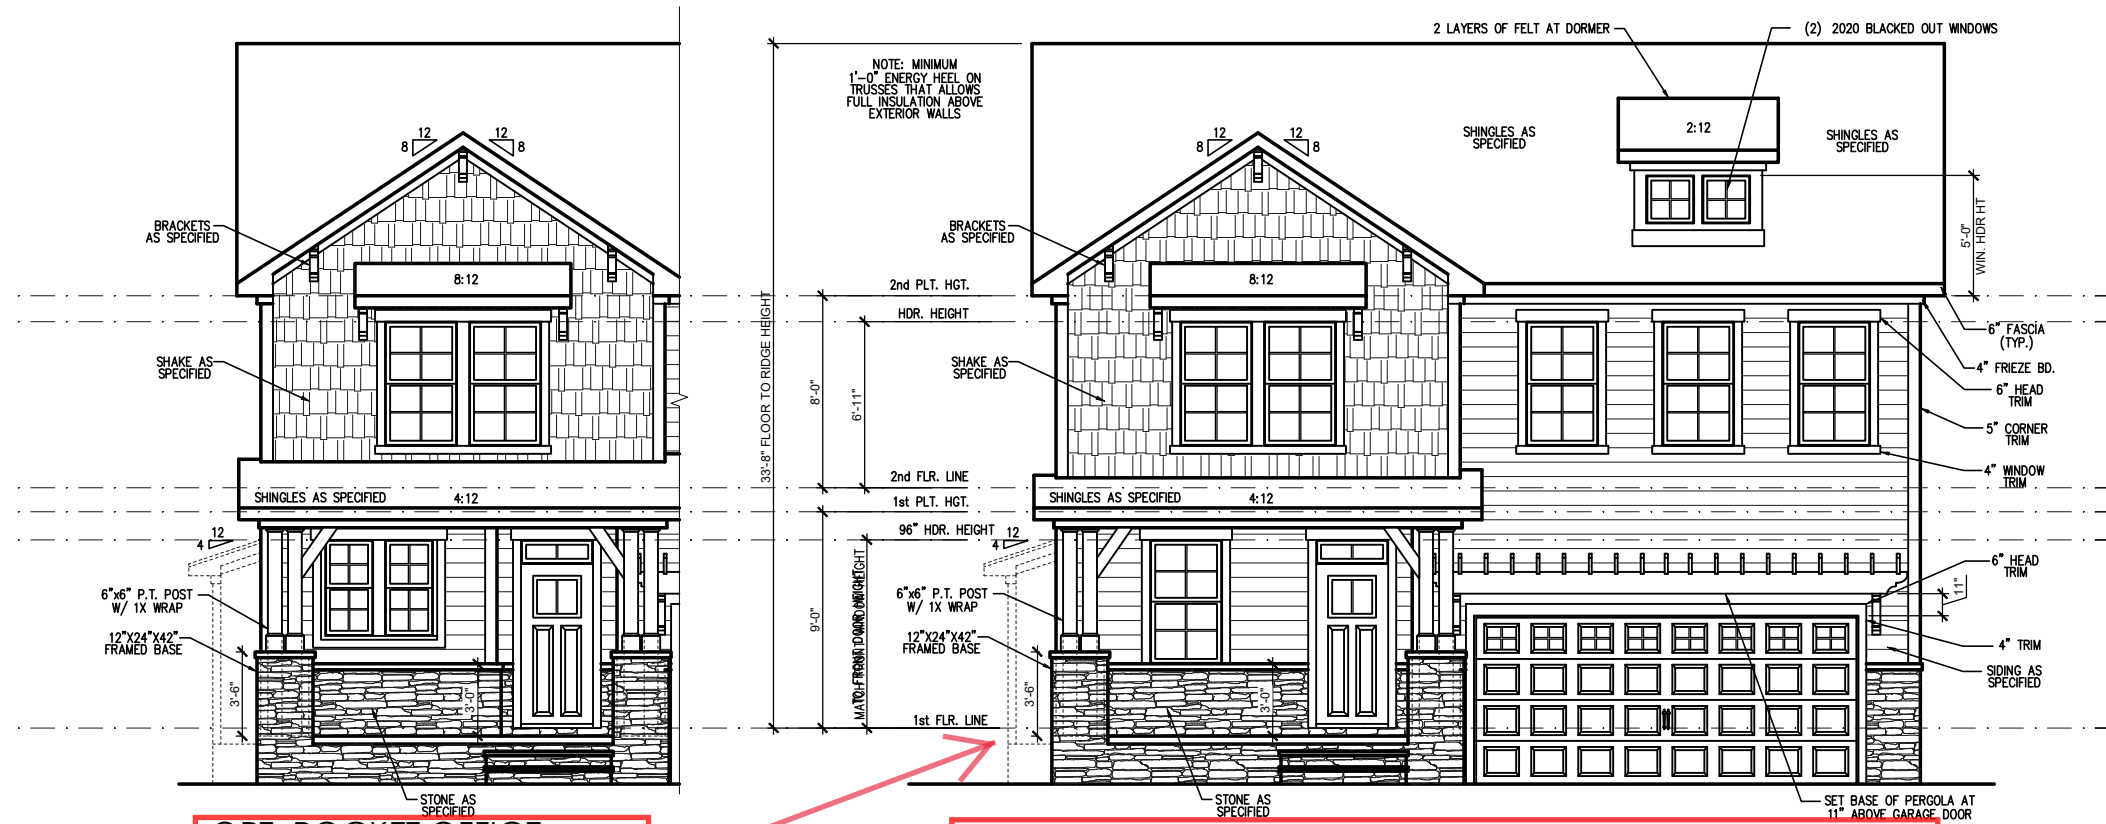 2 LAYERS OF FELT AT DORMER
(2) 2020 BLACKED OUT WINDOWS
NOTE: MINIMUM
1'-0" ENERGY HEEL ON
TRUSSES THAT ALLOWS
FULL INSULATION ABOVE
EXTERIOR WALLS
12
12
8
8
12
12
8
8
SHINGLES AS
SPECIFIED
2:12
SHINGLES AS
SPECIFIED
BRACKETS
AS SPECIFIED
BRACKETS
AS SPECIFIED
5'-0"
WIN. HDR HT
8:12
8:12
2nd PLT. HGT.
HDR. HEIGHT
33'-8" FLOOR TO RIDGE HEIGHT
8'-0"
6'-11"
SHAKE AS
SPECIFIED
SHAKE AS
SPECIFIED
6" FASCIA
(TYP.)
4" FRIEZE BD.
6" HEAD
TRIM
5" CORNER
TRIM
4" WINDOW
TRIM
2nd FLR. LINE
1st PLT. HGT.
SHINGLES AS SPECIFIED
4:12
SHINGLES AS SPECIFIED
4:12
96" HDR. HEIGHT
12
4
12
4
6"x6" P.T. POST
W/ 1X WRAP
6"x6" P.T. POST
W/ 1X WRAP
12"X24"X42"
FRAMED BASE
12"X24"X42"
FRAMED BASE
9'-0"
6" HEAD
TRIM
11"
4" TRIM
SIDING AS
SPECIFIED
3'-6"
3'-0"
3'-6"
3'-0"
1st FLR. LINE
STONE AS
SPECIFIED
STONE AS
SPECIFIED
SET BASE OF PERGOLA AT
11" ABOVE GARAGE DOOR
OPT. POCKET OFFICE